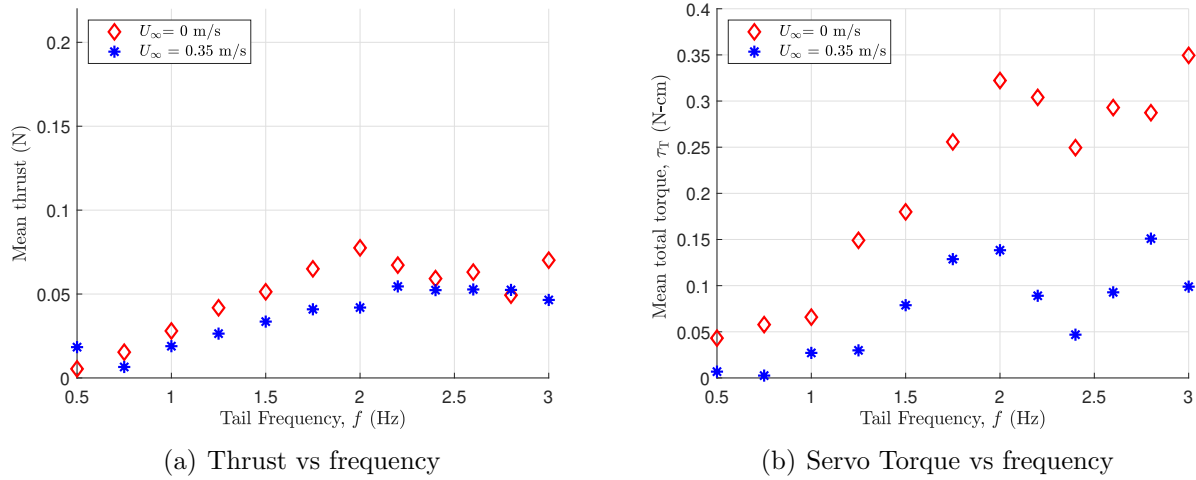 0.2
0.15
0.1
0.05
0
Mean thrust (N)
U∞= 0 m/s
U∞ = 0.35 m/s
0.5 1 1.5 2 2.5 3
Tail Frequency, f (Hz)
(a) Thrust vs frequency
0.4
0.35
0.3
0.25
0.2
0.15
0.1
0.05
0
Mean total torque, τT (N-cm)
U∞= 0 m/s
U∞ = 0.35 m/s
0.5 1 1.5 2 2.5 3
Tail Frequency, f (Hz)
(b) Servo Torque vs frequency